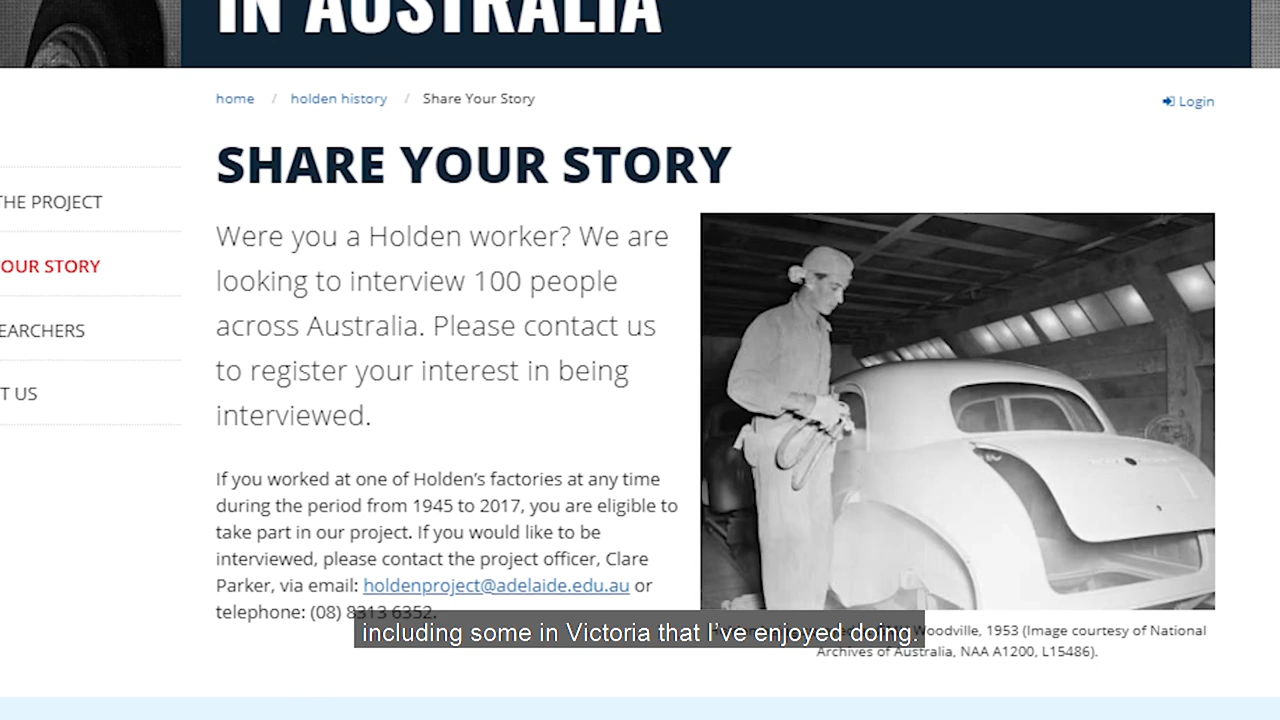 IN AUSTRALIA
home / holden history / Share Your Story
Login
SHARE YOUR STORY
THE PROJECT
OUR STORY
EARCHERS
T US
Were you a Holden worker? We are
looking to interview 100 people
across Australia. Please contact us
to register your interest in being
interviewed.
If you worked at one of Holden's factories at any time
during the period from 1945 to 2017, you are eligible to
take part in our project. If you would like to be
interviewed, please contact the project officer, Clare
Parker, via email: holdenproject@adelaide.edu.au or
telephone: (08) 8313 6352.
Woodville, 1953 (Image courtesy of National
Archives of Australia, NAA A1200, L15486).
including some in Victoria that I've enjoyed doing.